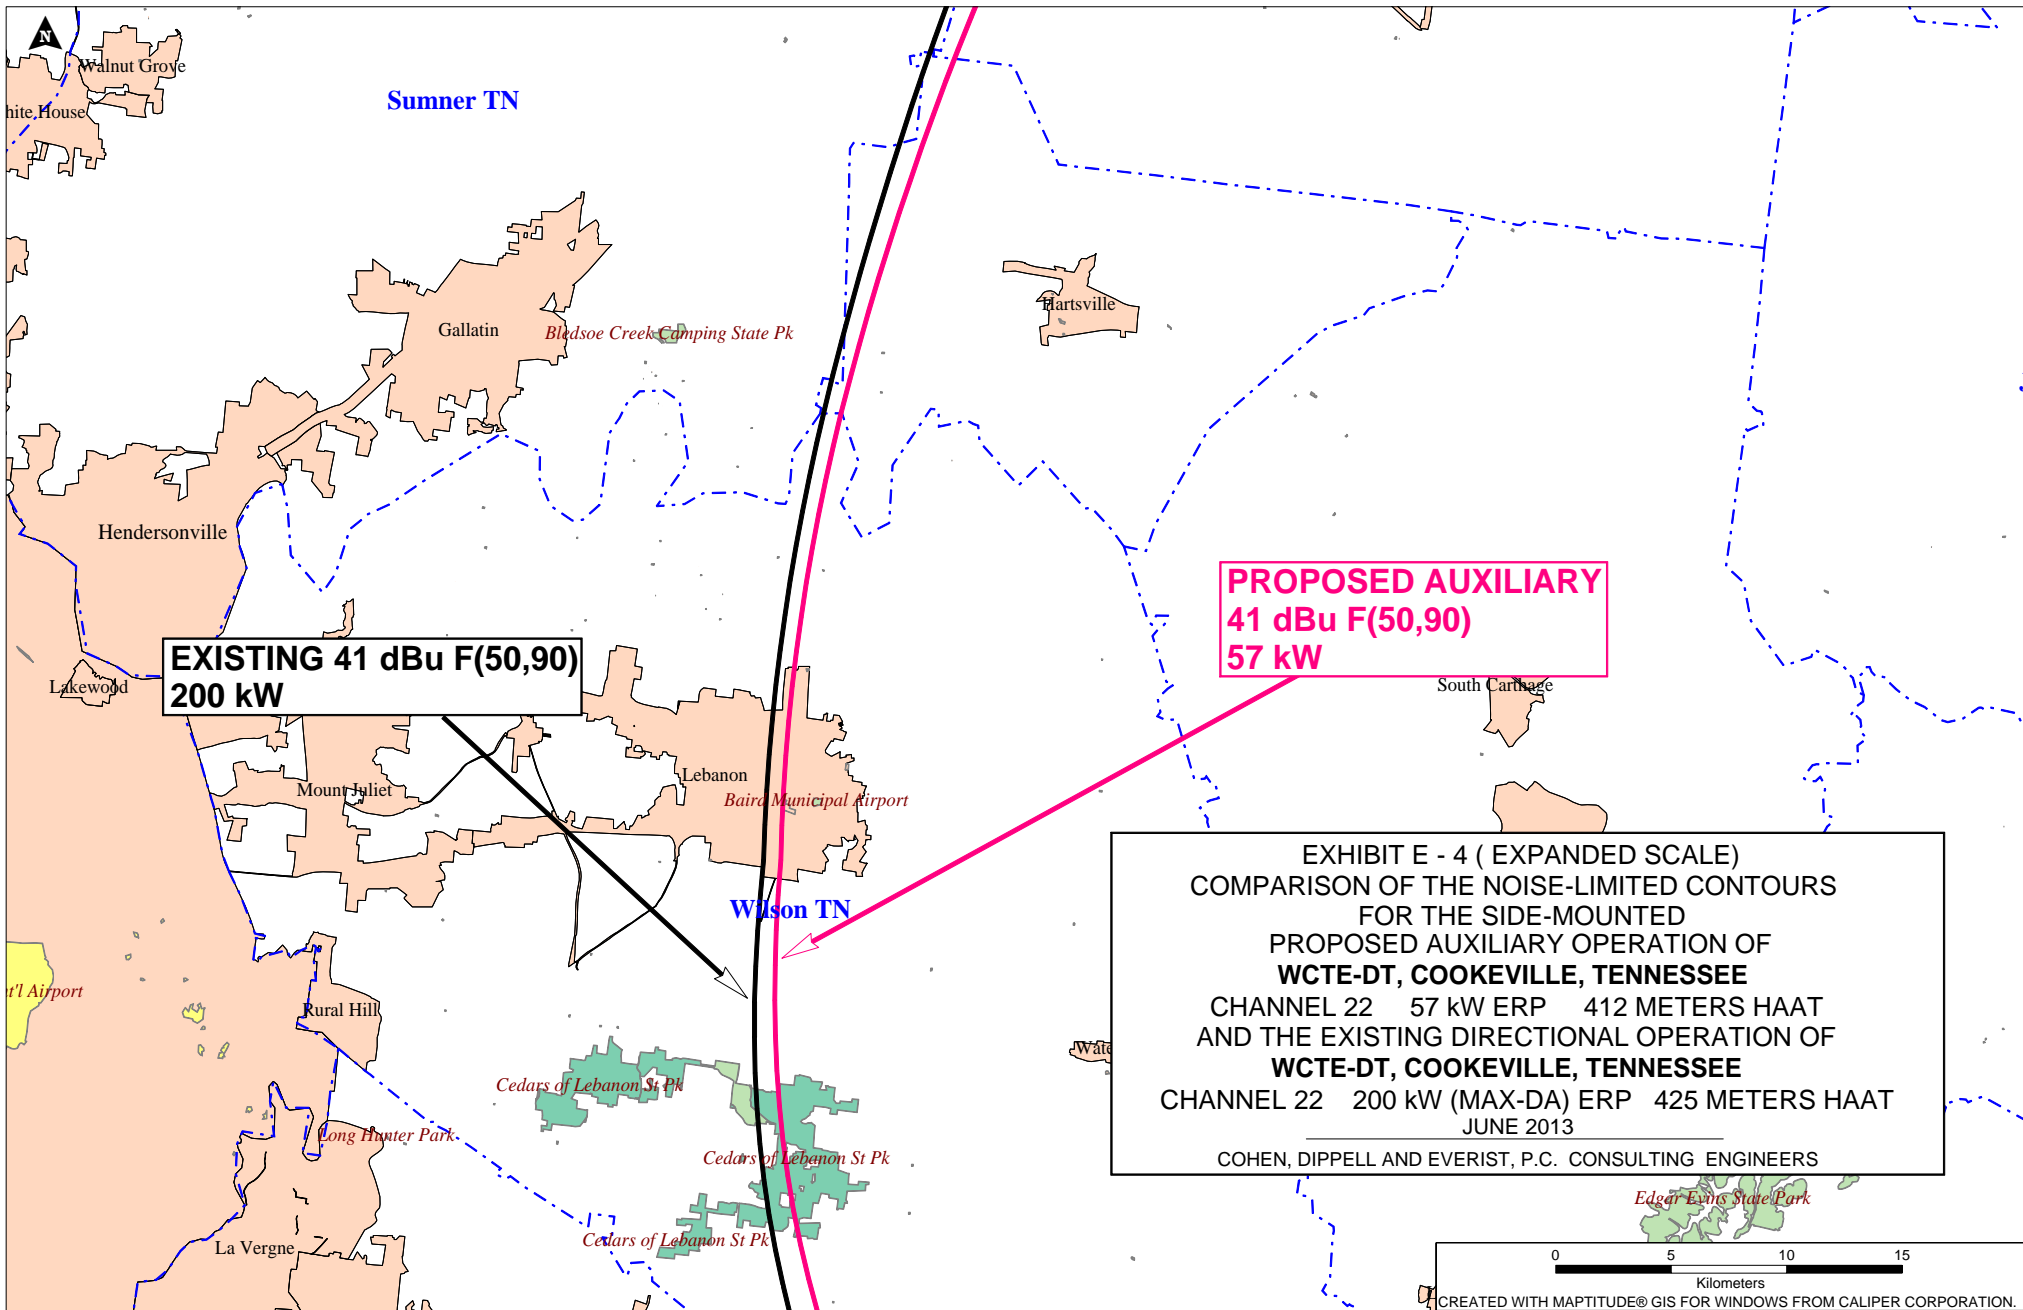 N
Walnut Grove
hite House
Sumner TN
Gallatin
Bledsoe Creek Camping State Pk
Hartsville
Hendersonville
PROPOSED AUXILIARY
41 dBu F(50,90)
57 kW
EXISTING 41 dBu F(50,90)
200 kW
Lakewood
South Carthage
Mount Juliet
Lebanon
Baird Municipal Airport
Wilson TN
t'l Airport
Rural Hill
EXHIBIT E - 4 ( EXPANDED SCALE)
COMPARISON OF THE NOISE-LIMITED CONTOURS
FOR THE SIDE-MOUNTED
PROPOSED AUXILIARY OPERATION OF
WCTE-DT, COOKEVILLE, TENNESSEE
CHANNEL 22 57 kW ERP 412 METERS HAAT
AND THE EXISTING DIRECTIONAL OPERATION OF
WCTE-DT, COOKEVILLE, TENNESSEE
CHANNEL 22 200 kW (MAX-DA) ERP 425 METERS HAAT
JUNE 2013
COHEN, DIPPELL AND EVERIST, P.C. CONSULTING ENGINEERS
Wate
Cedars of Lebanon St Pk
Long Hunter Park
Cedars of Lebanon St Pk
Edgar Evins State Park
Cedars of Lebanon St Pk
La Vergne
0 5 10 15
Kilometers
CREATED WITH MAPTITUDE® GIS FOR WINDOWS FROM CALIPER CORPORATION.